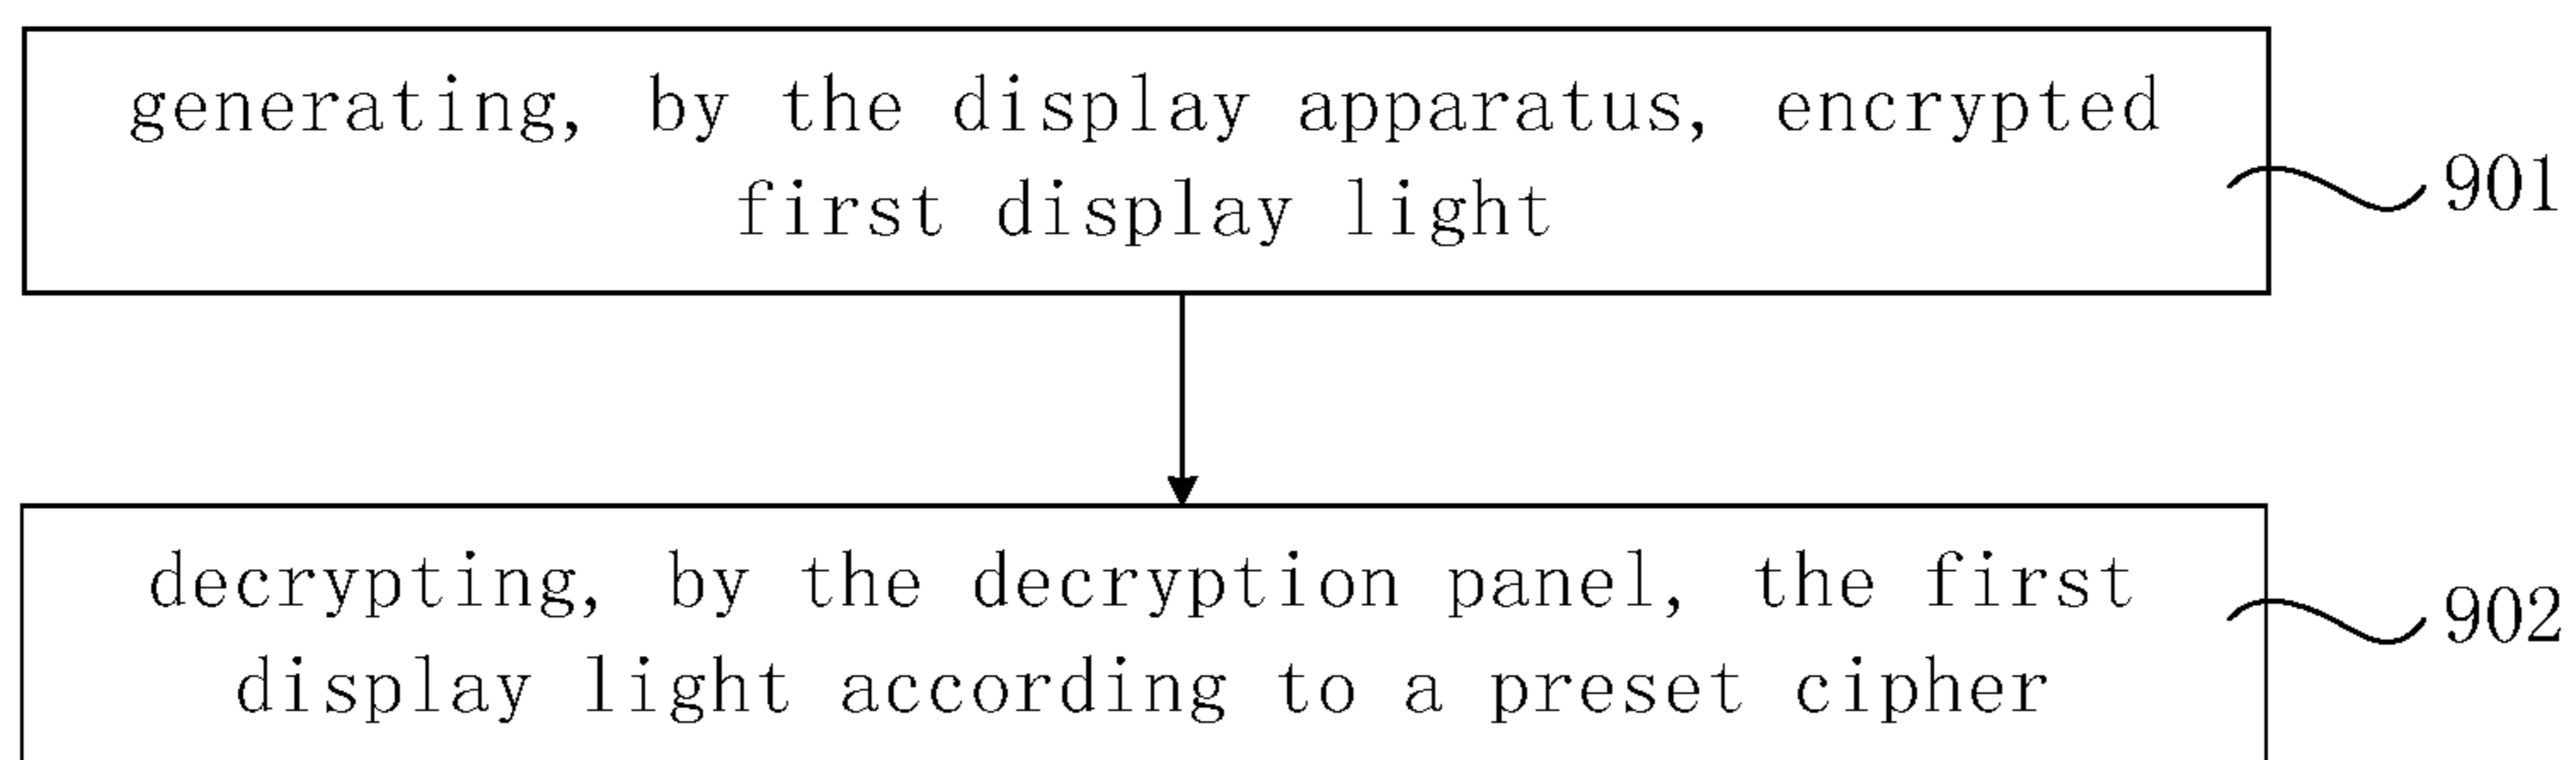 generating, by the display apparatus, encrypted
first display light
901
decrypting, by the decryption panel, the first
display light according to a preset cipher
902